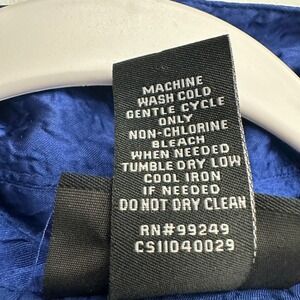 MACHINE
WASH COLD
GENTLE CYCLE
ONLY
NON-CHLORINE
BLEACH
WHEN NEEDED
TUMBLE DRY LOW
COOL IRON
IF NEEDED
DO NOT DRY CLEAN
RN#99249
CS11040029